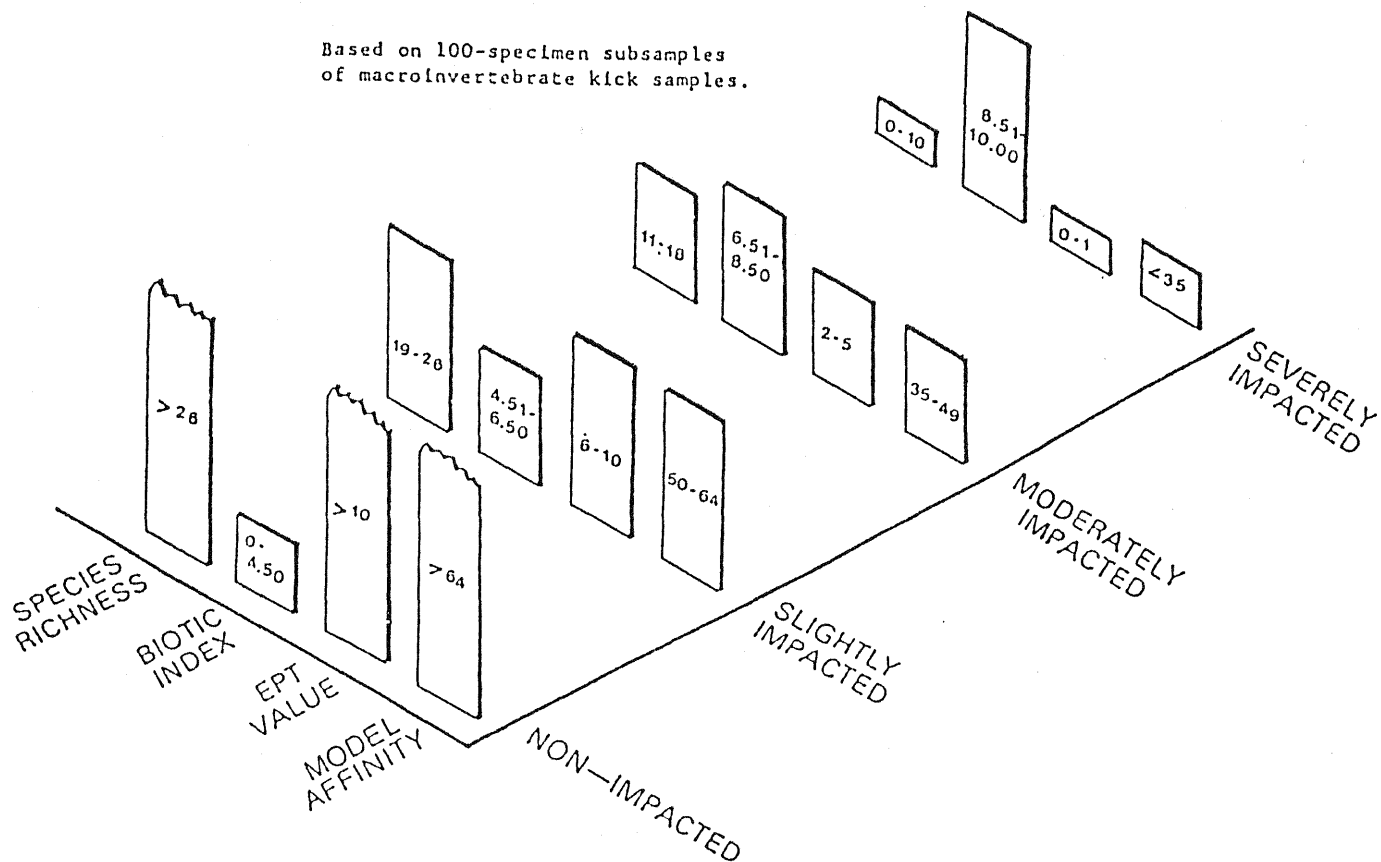 Based on 100-specimen subsamples
of macroinvertebrate kick samples.
0-10
8.51-
10.00
0-1
<35
11-18
6.51-
8.50
2-5
35-49
19-26
4.51-
6.50
6-10
50-64
>26
0-
4.50
>10
>64
SPECIES
RICHNESS
BIOTIC
INDEX
EPT
VALUE
MODEL
AFFINITY
NON-IMPACTED
SLIGHTLY
IMPACTED
MODERATELY
IMPACTED
SEVERELY
IMPACTED